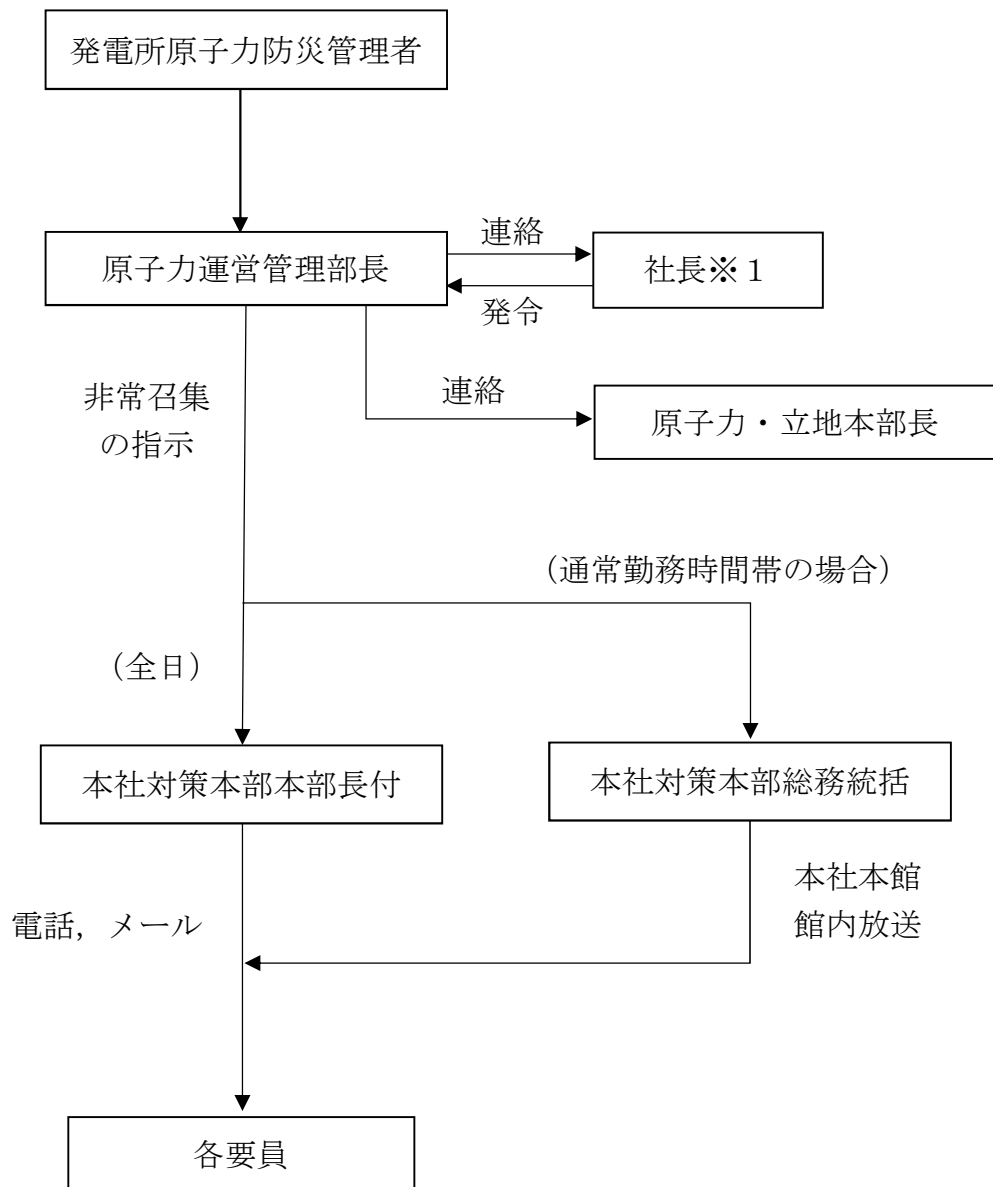 発電所原子力防災管理者
連絡
原子力運営管理部長
社長※１
発令
連絡
非常召集
の指示
原子力・立地本部長
（通常勤務時間帯の場合）
（全日）
本社対策本部本部長付
本社対策本部総務統括
本社本館
館内放送
電話，メール
各要員